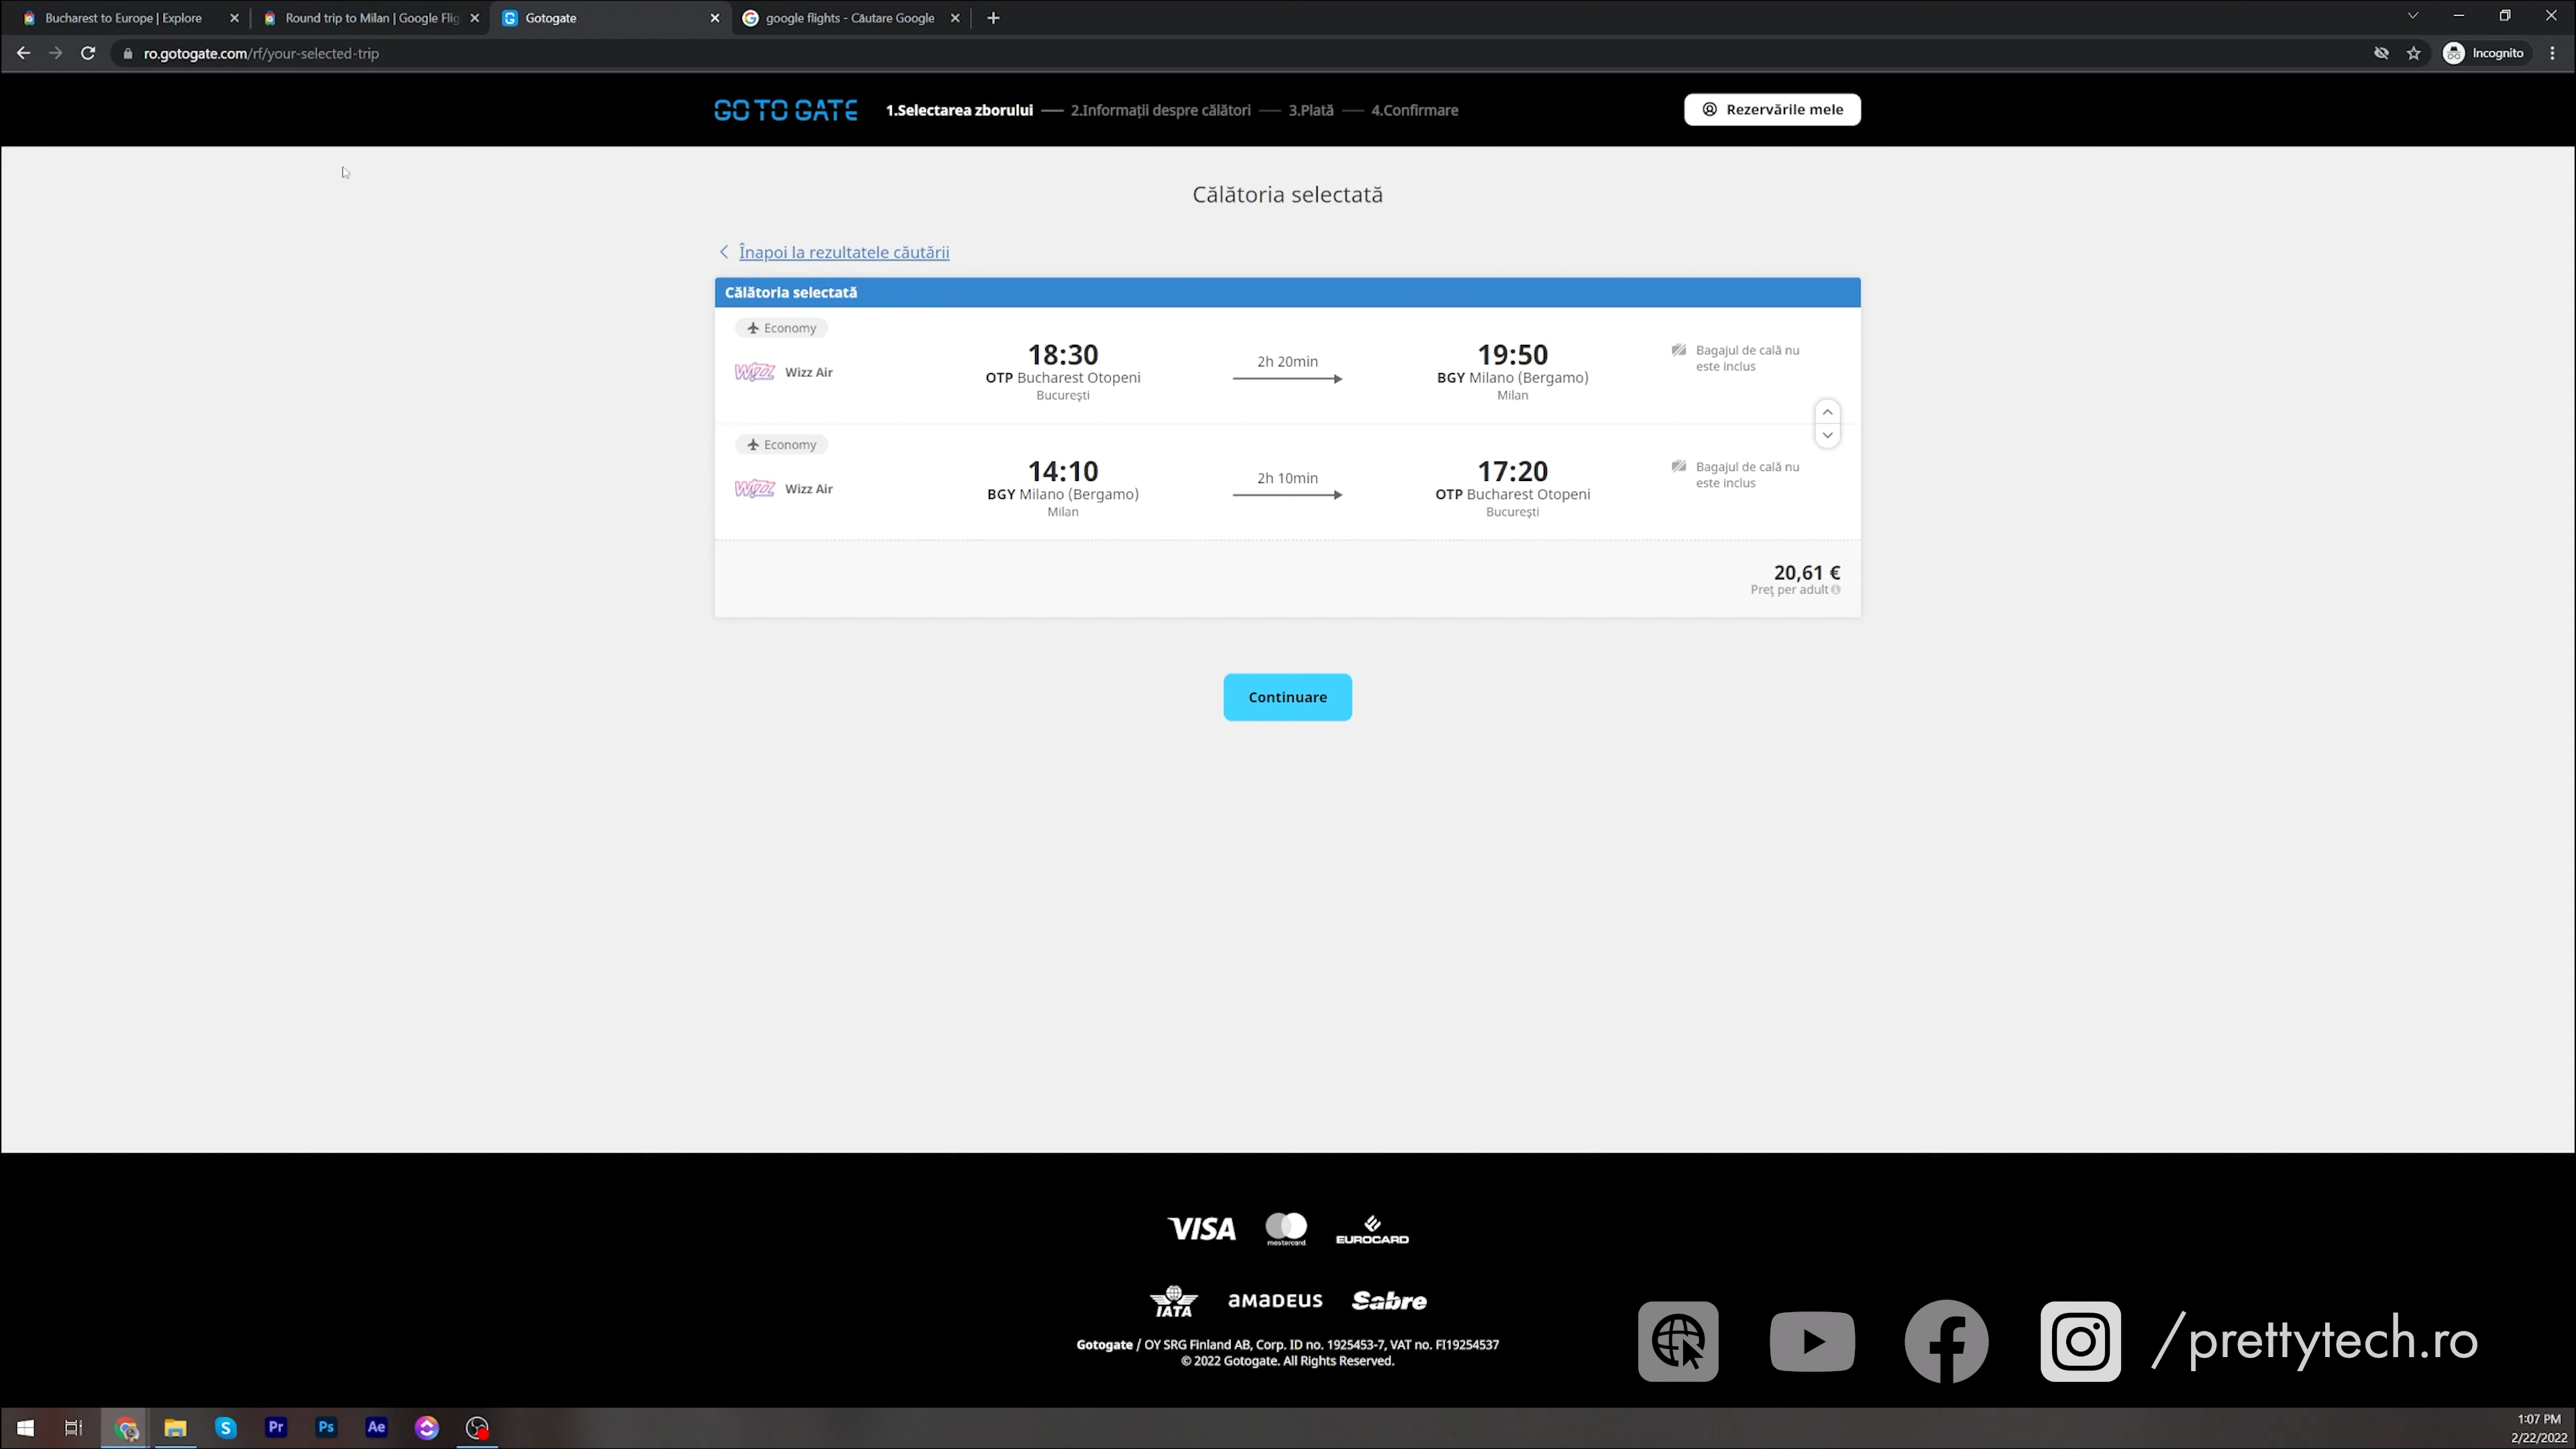 Bucharest to Europe | Explore
Round trip to Milan | Google Flig
Gotogate
google flights - Căutare Google
ro.gotogate.com/rf/your-selected-trip
Incognito
GO TO GATE
1.Selectarea zborului
2.Informații despre călători
3.Plată
4.Confirmare
Rezervările mele
Călătoria selectată
Înapoi la rezultatele căutării
Călătoria selectată
Economy
Wizz
Wizz Air
18:30
OTP Bucharest Otopeni
București
2h 20min
19:50
BGY Milano (Bergamo)
Milan
Bagajul de cală nu
este inclus
Economy
Wizz
Wizz Air
14:10
BGY Milano (Bergamo)
Milan
2h 10min
17:20
OTP Bucharest Otopeni
București
Bagajul de cală nu
este inclus
20,61 €
Preț per adult
Continuare
VISA
mastercard
EUROCARD
IATA
amadeus
Sabre
Gotogate / OY SRG Finland AB, Corp. ID no. 1925453-7, VAT no. FI19254537
© 2022 Gotogate. All Rights Reserved.
/prettytech.ro
Pr
Ps
Ae
1:07 PM
2/22/2022